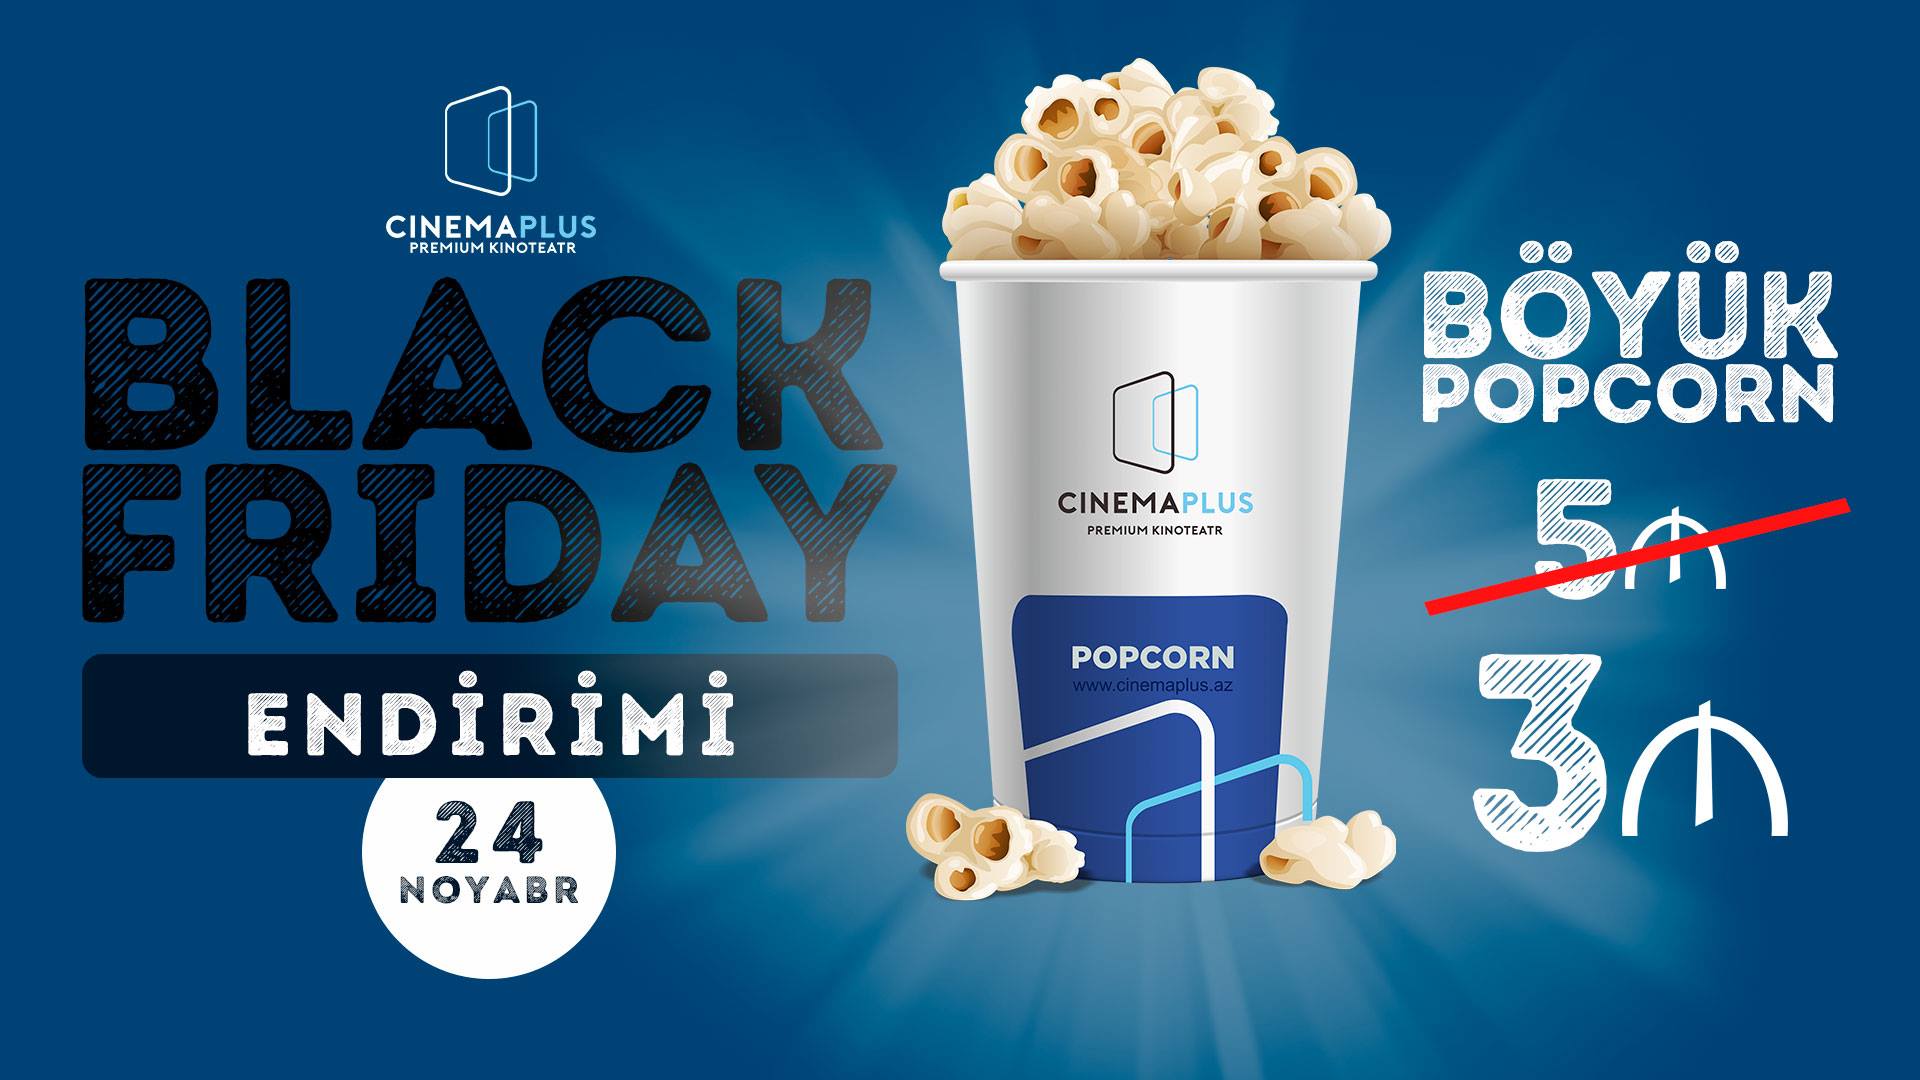 CINEMAPLUS
PREMIUM KINOTEATR
BLACK
FRIDAY
ENDİRİMİ
24
NOYABR
CINEMAPLUS
PREMIUM KINOTEATR
POPCORN
www.cinemaplus.az
BÖYÜK
POPCORN
5₼
3₼